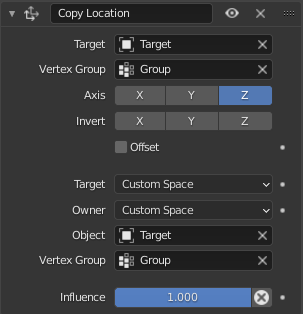 Copy Location
Target Target
Vertex Group Group
Axis X Y Z
Invert X Y Z
Offset
Target Custom Space
Owner Custom Space
Object Target
Vertex Group Group
Influence 1.000